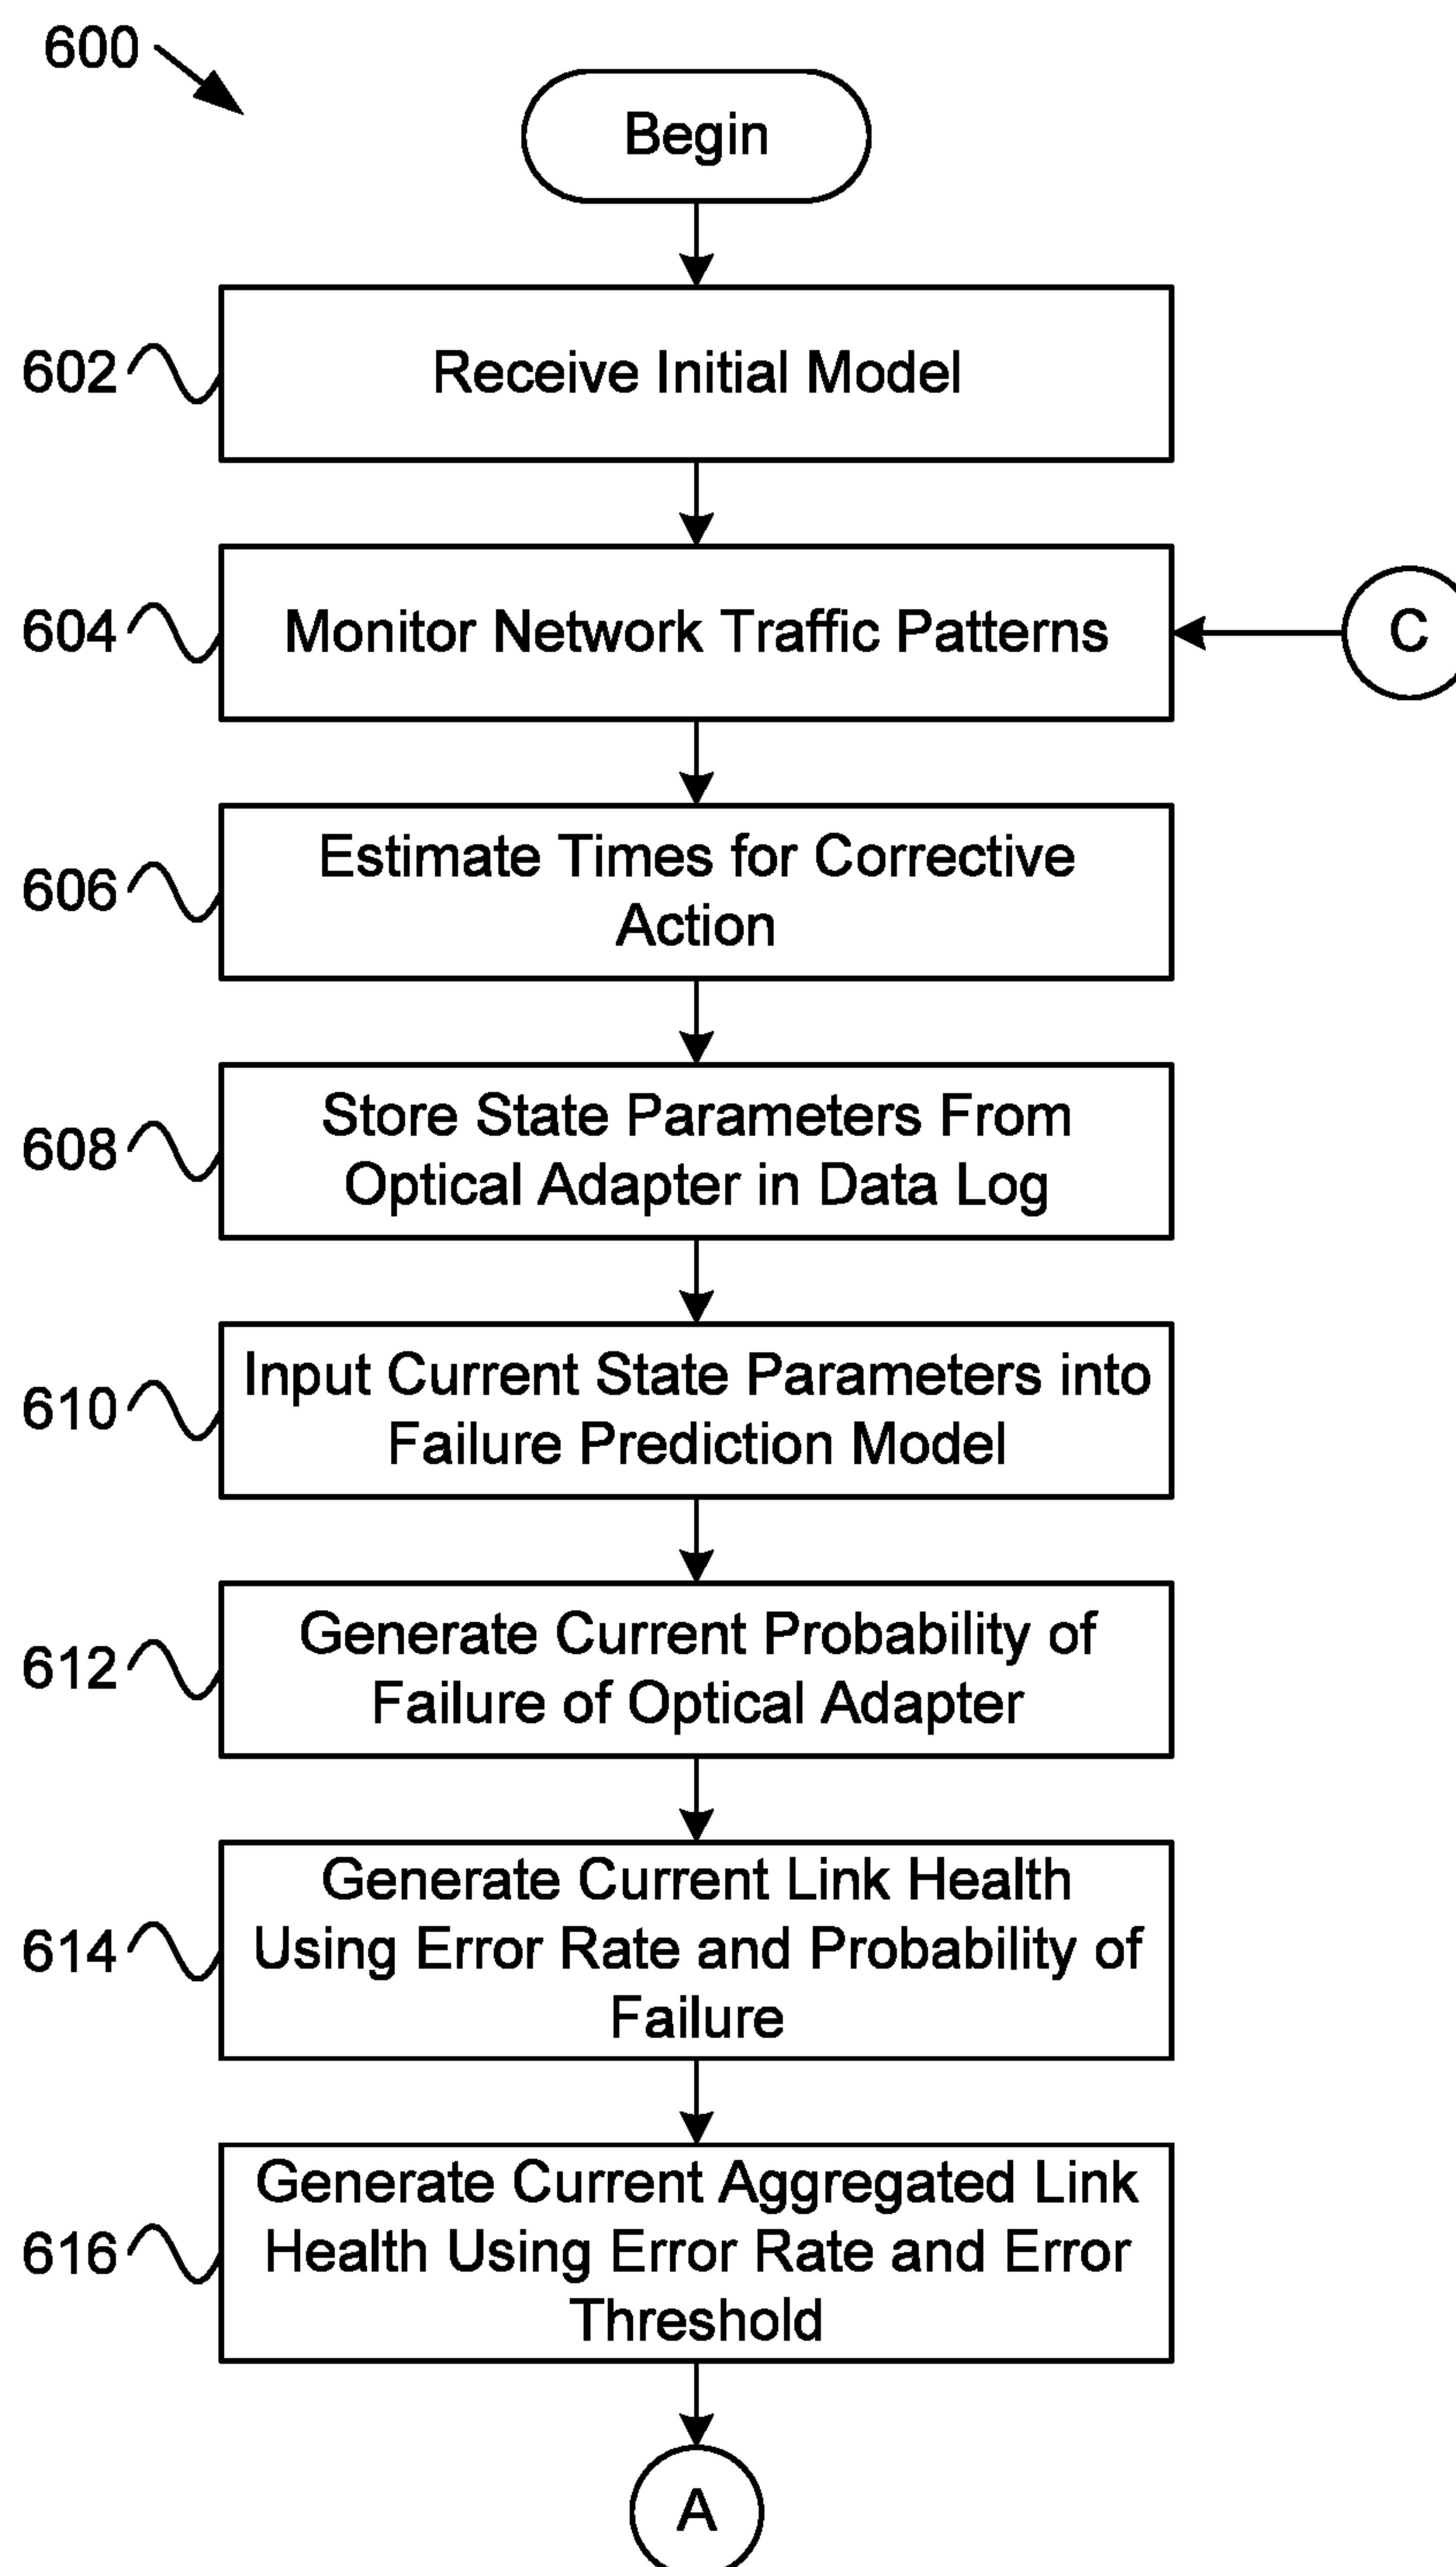 600
Begin
602
Receive Initial Model
604
Monitor Network Traffic Patterns
C
606
Estimate Times for Corrective
Action
608
Store State Parameters From
Optical Adapter in Data Log
610
Input Current State Parameters into
Failure Prediction Model
612
Generate Current Probability of
Failure of Optical Adapter
614
Generate Current Link Health
Using Error Rate and Probability of
Failure
616
Generate Current Aggregated Link
Health Using Error Rate and Error
Threshold
A